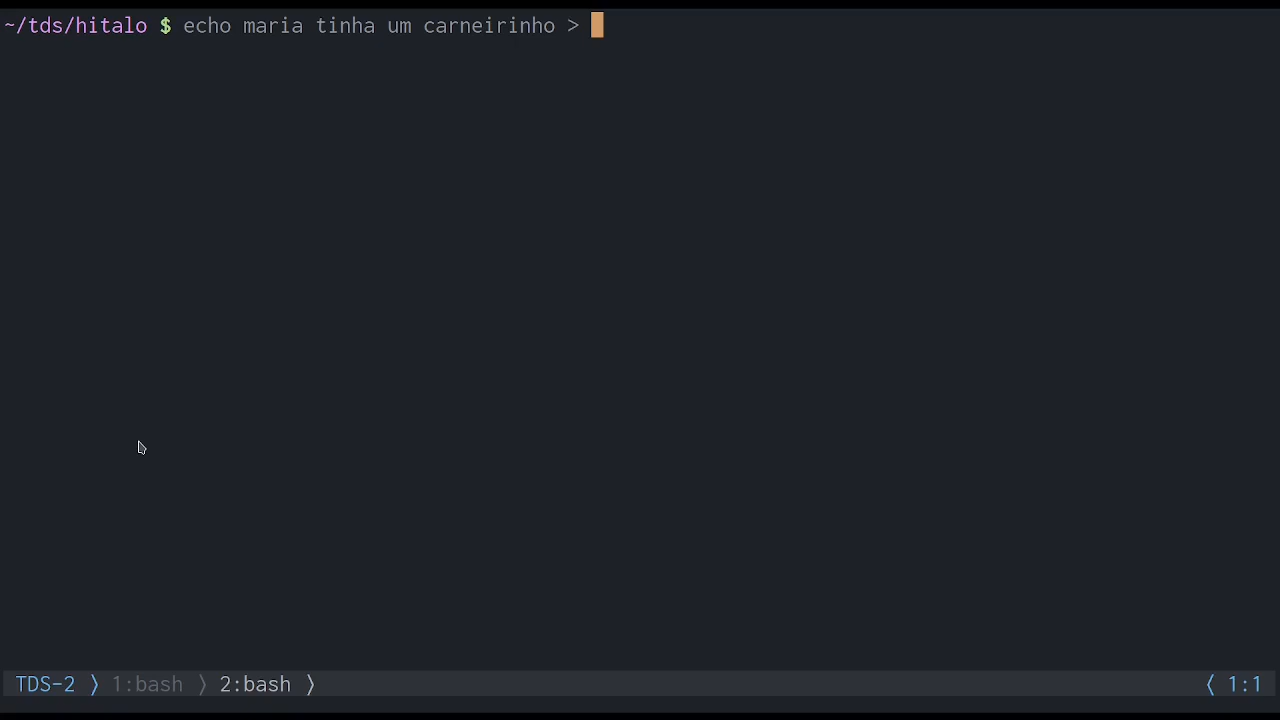 ~/tds/hitalo $ echo maria tinha um carneirinho >
TDS-2 ⟩ 1:bash ⟩ 2:bash ⟩ ⟨ 1:1